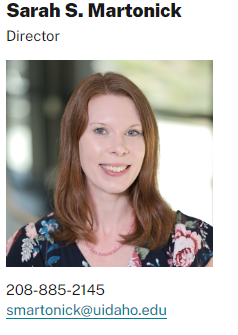 Sarah S. Martonick
Director
208-885-2145
smartonick@uidaho.edu